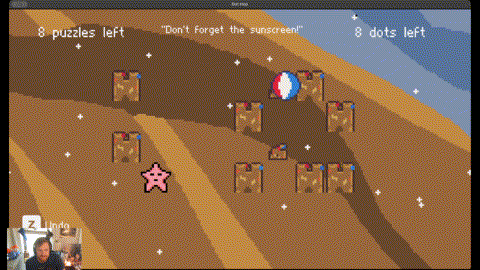 8 puzzles left
"Don't forget the sunscreen!"
8 dots left
Z
Undo